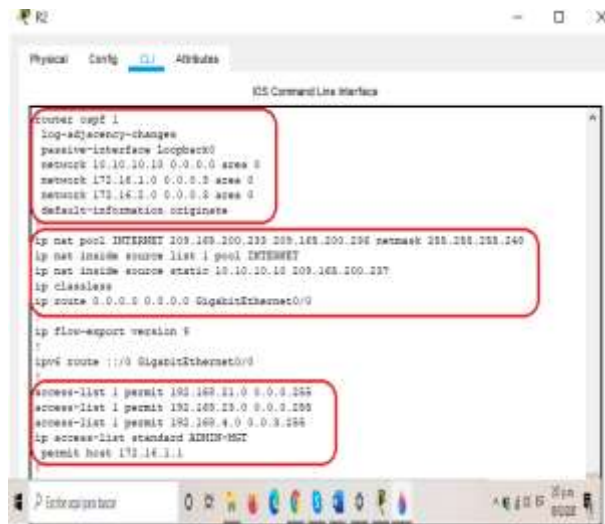 R2
Physical Config CLI Attributes
IOS Command Line Interface
router ospf 1
log-adjacency-changes
passive-interface Loopback0
network 10.10.10.10 0.0.0.0 area 0
network 172.16.1.0 0.0.0.3 area 0
network 172.16.2.0 0.0.0.3 area 0
default-information originate
ip nat pool INTERNET 209.165.200.233 209.165.200.236 netmask 255.255.255.248
ip nat inside source list 1 pool INTERNET
ip nat inside source static 10.10.10.10 209.165.200.237
ip classless
ip route 0.0.0.0 0.0.0.0 GigabitEthernet0/0
!
ip flow-export version 9
!
ipv6 route ::/0 GigabitEthernet0/0
!
access-list 1 permit 192.168.21.0 0.0.0.255
access-list 1 permit 192.168.23.0 0.0.0.255
access-list 1 permit 192.168.4.0 0.0.3.255
ip access-list standard ADMIN-MGT
permit host 172.16.1.1